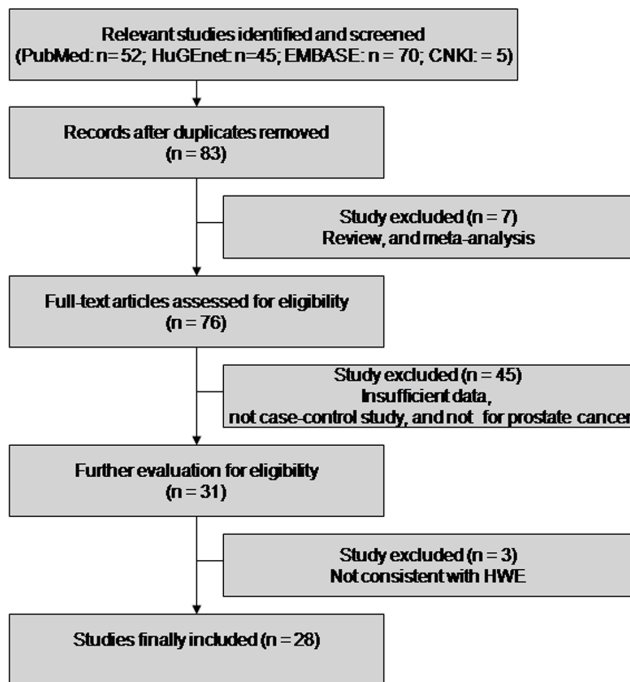 Relevant studies identified and screened
(PubMed: n= 52; HuGEnet: n=45; EMBASE: n = 70; CNKI: = 5)
Records after duplicates removed
(n = 83)
Study excluded (n = 7)
Review, and meta-analysis
Full-text articles assessed for eligibility
(n = 76)
Study excluded (n = 45)
Insufficient data,
not case-control study, and not for prostate cancer
Further evaluation for eligibility
(n = 31)
Study excluded (n = 3)
Not consistent with HWE
Studies finally included (n = 28)